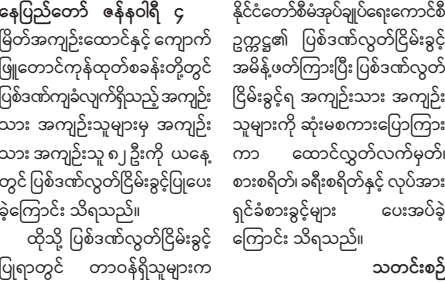 နေပြည်တော် ဇန်နဝါရီ ၄
မြိတ်အကျဉ်းထောင်နှင့် ကျောက်
ဖြူတောင်ကုန်ထုတ်စခန်းတို့တွင်
ပြစ်ဒဏ်ကျခံလျက်ရှိသည့် အကျဉ်း
သား အကျဉ်းသူများမှ အကျဉ်း
သား အကျဉ်းသူ ၈၂ ဦးကို ယနေ့
တွင် ပြစ်ဒဏ်လွတ်ငြိမ်းခွင့်ပြုပေး
ခဲ့ကြောင်း သိရသည်။
ထိုသို့ ပြစ်ဒဏ်လွတ်ငြိမ်းခွင့်
ပြုရာတွင် တာဝန်ရှိသူများက
နိုင်ငံတော်စီမံအုပ်ချုပ်ရေးကောင်စီ
ဥက္ကဋ္ဌ၏ ပြစ်ဒဏ်လွတ်ငြိမ်းခွင့်
အမိန့်ဖတ်ကြားပြီး ပြစ်ဒဏ်လွတ်
ငြိမ်းခွင့်ရ အကျဉ်းသား အကျဉ်း
သူများကို ဆုံးမစကားပြောကြား
ကာ ထောင်လွှတ်လက်မှတ်၊
စားစရိတ်၊ ခရီးစရိတ်နှင့် လုပ်အား
ရှင်ခံစားခွင့်များ ပေးအပ်ခဲ့
ကြောင်း သိရသည်။
သတင်းစဉ်